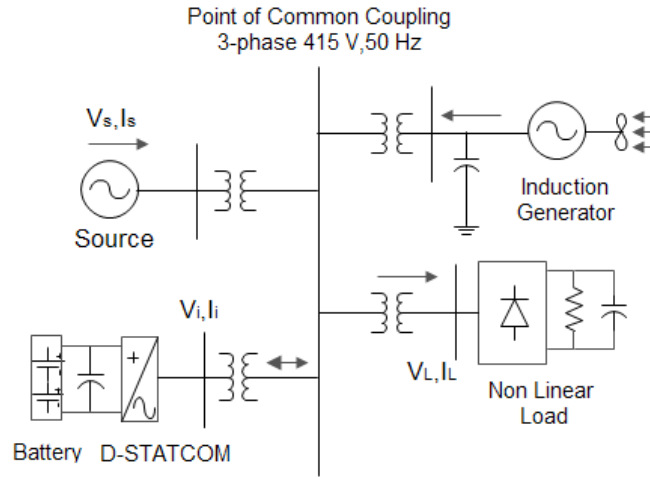 Point of Common Coupling
3-phase 415 V,50 Hz
Vs,Is
Source
Induction
Generator
Vi,Ii
VL,IL
Non Linear
Load
+
Battery
D-STATCOM